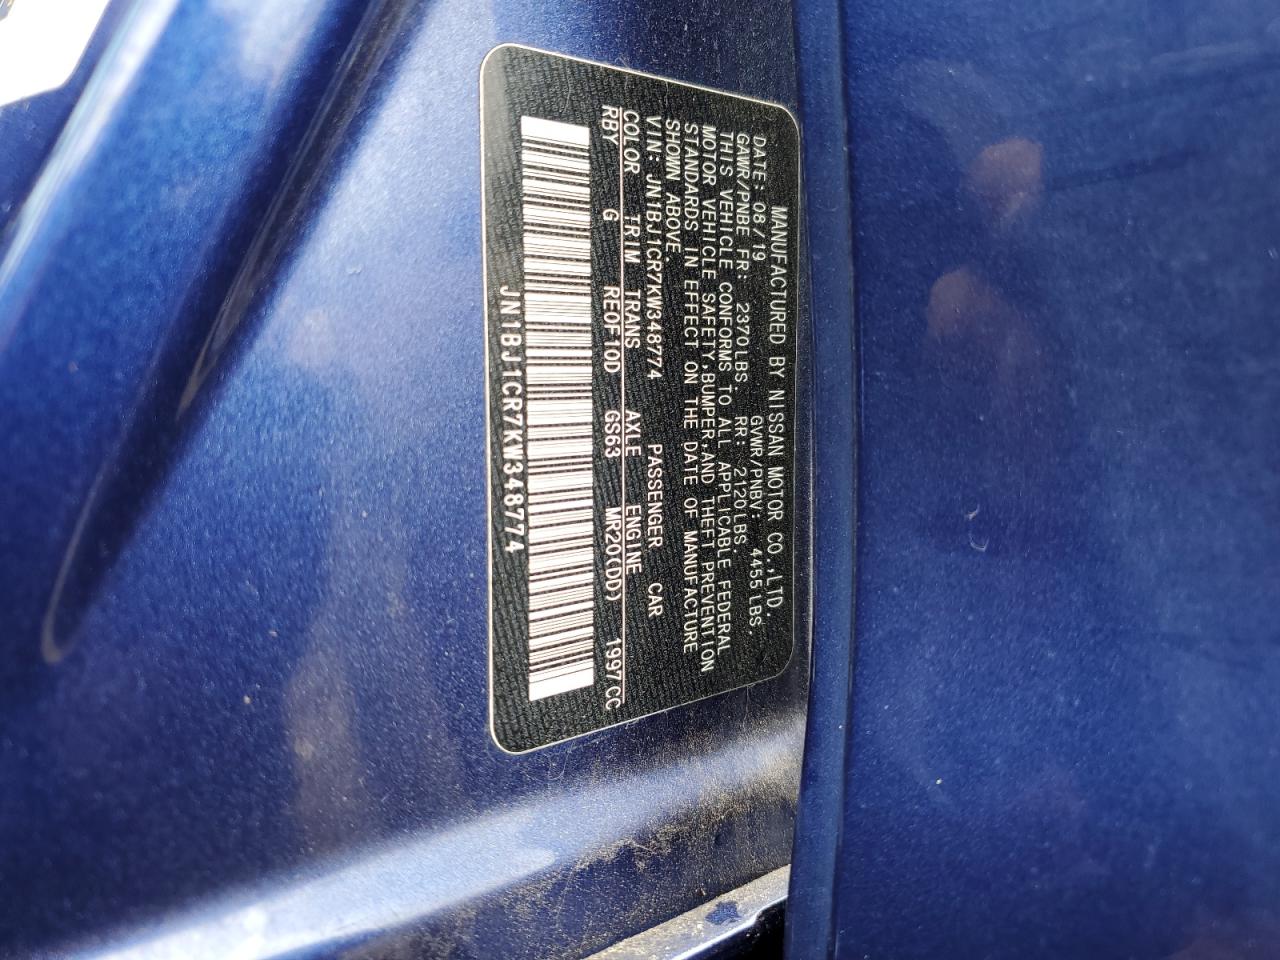 MANUFACTURED BY NISSAN MOTOR CO.,LTD.
DATE: 08/19 GVWR/PNBV: 4455LBS.
GAWR/PNBE FR: 2370LBS. RR: 2120LBS.
THIS VEHICLE CONFORMS TO ALL APPLICABLE FEDERAL
MOTOR VEHICLE SAFETY,BUMPER,AND THEFT PREVENTION
STANDARDS IN EFFECT ON THE DATE OF MANUFACTURE
SHOWN ABOVE.
VIN: JN1BJ1CR7KW348774 PASSENGER CAR
COLOR TRIM TRANS AXLE ENGINE
RBY G RE0F10D GS63 MR20(DD) 1997CC
JN1BJ1CR7KW348774